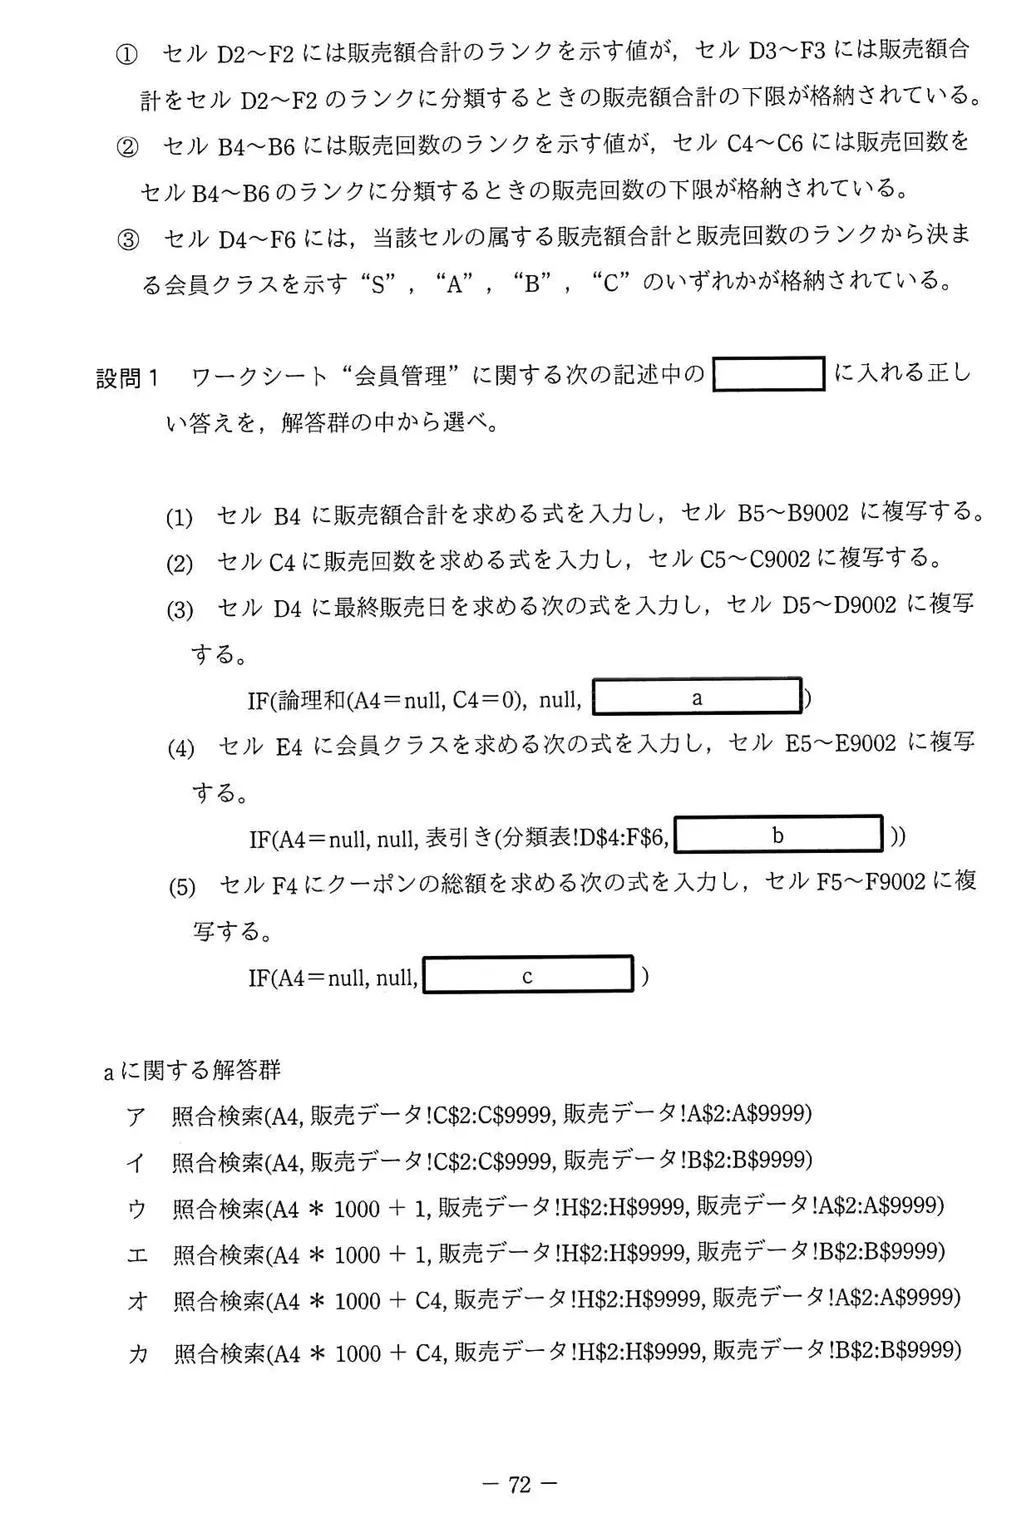 ① セル D2～F2 には販売額合計のランクを示す値が，セル D3～F3 には販売額合
計をセル D2～F2 のランクに分類するときの販売額合計の下限が格納されている。
② セル B4～B6 には販売回数のランクを示す値が，セル C4～C6 には販売回数を
セル B4～B6 のランクに分類するときの販売回数の下限が格納されている。
③ セル D4～F6 には，当該セルの属する販売額合計と販売回数のランクから決ま
る会員クラスを示す “S” ， “A” ， “B” ， “C” のいずれかが格納されている。
設問1 ワークシート “会員管理” に関する次の記述中の に入れる正し
い答えを，解答群の中から選べ。
(1) セル B4 に販売額合計を求める式を入力し，セル B5～B9002 に複写する。
(2) セル C4 に販売回数を求める式を入力し，セル C5～C9002 に複写する。
(3) セル D4 に最終販売日を求める次の式を入力し，セル D5～D9002 に複写
する。
IF(論理和(A4＝null, C4＝0), null, a )
(4) セル E4 に会員クラスを求める次の式を入力し，セル E5～E9002 に複写
する。
IF(A4＝null, null, 表引き(分類表!D$4:F$6, b ))
(5) セル F4 にクーポンの総額を求める次の式を入力し，セル F5～F9002 に複
写する。
IF(A4＝null, null, c )
a に関する解答群
ア 照合検索(A4, 販売データ!C$2:C$9999, 販売データ!A$2:A$9999)
イ 照合検索(A4, 販売データ!C$2:C$9999, 販売データ!B$2:B$9999)
ウ 照合検索(A4 ＊ 1000 ＋ 1, 販売データ!H$2:H$9999, 販売データ!A$2:A$9999)
エ 照合検索(A4 ＊ 1000 ＋ 1, 販売データ!H$2:H$9999, 販売データ!B$2:B$9999)
オ 照合検索(A4 ＊ 1000 ＋ C4, 販売データ!H$2:H$9999, 販売データ!A$2:A$9999)
カ 照合検索(A4 ＊ 1000 ＋ C4, 販売データ!H$2:H$9999, 販売データ!B$2:B$9999)
－ 72 －